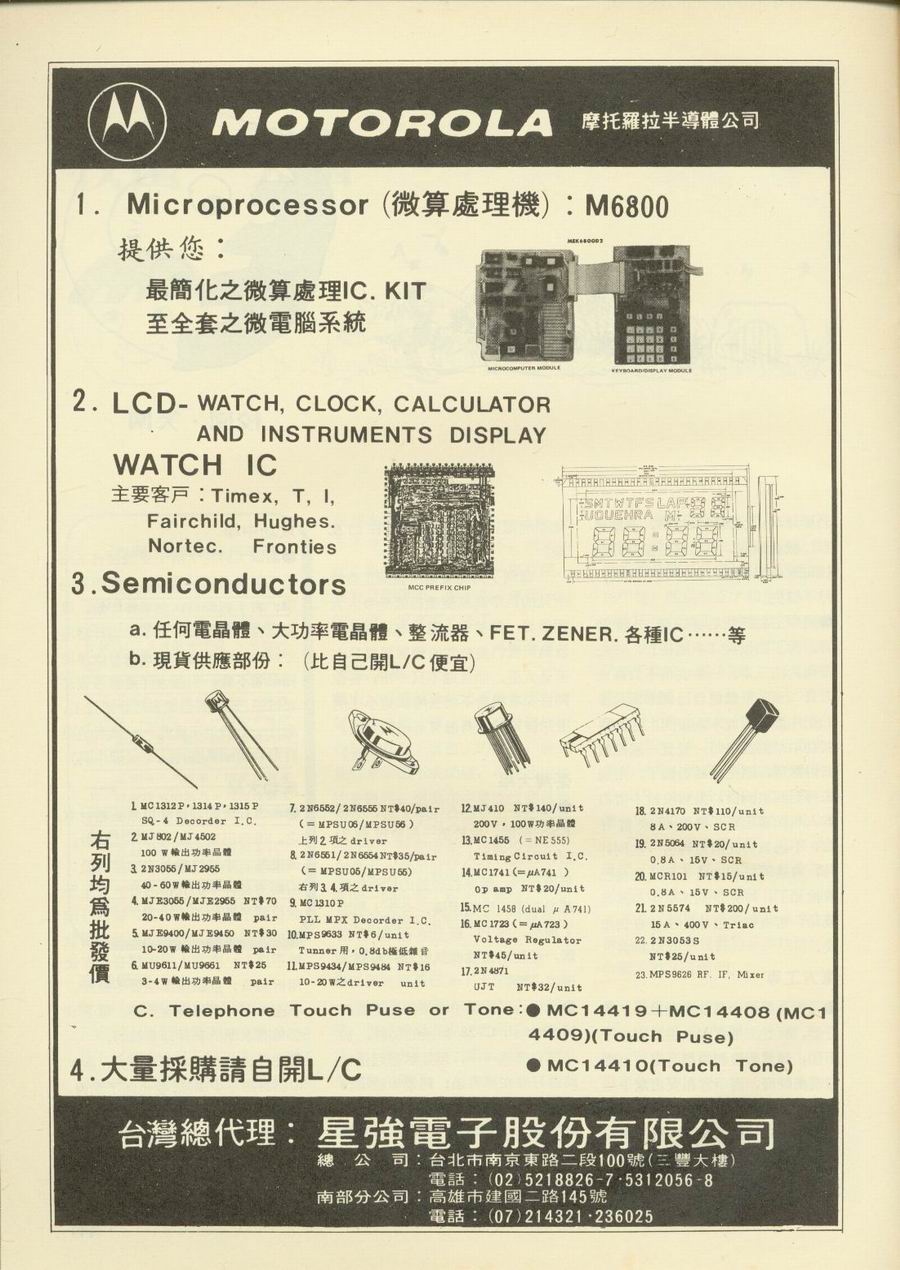 MOTOROLA 摩托羅拉半導體公司
1. Microprocessor (微算處理機)：M6800
提供您：
最簡化之微算處理IC. KIT
至全套之微電腦系統
MEK6800D2
MICROCOMPUTER MODULE
KEYBOARD/DISPLAY MODULE
2. LCD- WATCH, CLOCK, CALCULATOR
AND INSTRUMENTS DISPLAY
WATCH IC
主要客戶：Timex, T, I,
Fairchild, Hughes.
Nortec. Fronties
MCC PREFIX CHIP
SMTWTFS LAP
UOUEHRA M
3.Semiconductors
a. 任何電晶體、大功率電晶體、整流器、FET. ZENER. 各種IC……等
b. 現貨供應部份：(比自己開L/C便宜)
右列均為批發價
1. MC1312P，1314P，1315P
SQ-4 Decorder I.C.
2. MJ802/MJ4502
100W輸出功率晶體
3. 2N3055/MJ2955
40-60W輸出功率晶體
4. MJE3055/MJE2955 NT$70
20-40W輸出功率晶體 pair
5. MJE9400/MJE9450 NT$30
10-20W輸出功率晶體 pair
6. MU9611/MU9661 NT$25
3-4W輸出功率晶體 pair
7. 2N6552/2N6555 NT$40/pair
(=MPSU06/MPSU56)
上列2.項之driver
8. 2N6551/2N6554 NT$35/pair
(=MPSU05/MPSU55)
右列3.4.項之driver
9. MC1310P
PLL MPX Decorder I.C.
10. MPS9633 NT$6/unit
Tunner用，0.8db極低雜音
11. MPS9434/MPS9484 NT$16
10-20W之driver unit
12. MJ410 NT$140/unit
200V，100W功率晶體
13. MC1455 (=NE555)
Timing Circuit I.C.
14. MC1741(=μA741 )
Op amp NT$20/unit
15. MC 1458 (dual μ A741)
16. MC1723(=μA723)
Voltage Regulator
NT$45/unit
17. 2N4871
UJT NT$32/unit
18. 2N4170 NT$110/unit
8A、200V、SCR
19. 2N5064 NT$20/unit
0.8A、15V、SCR
20. MCR101 NT$15/unit
0.8A、15V、SCR
21. 2N5574 NT$200/unit
15A、400V、Triac
22. 2N3053S
NT$25/unit
23. MPS9626 RF. IF, Mixer
C. Telephone Touch Puse or Tone:● MC14419+MC14408 (MC1
4409)(Touch Puse)
● MC14410(Touch Tone)
4.大量採購請自開L/C
台灣總代理：星強電子股份有限公司
總公司：台北市南京東路二段100號(三豐大樓)
電話：(02)5218826-7·5312056-8
南部分公司：高雄市建國二路145號
電話：(07)214321·236025